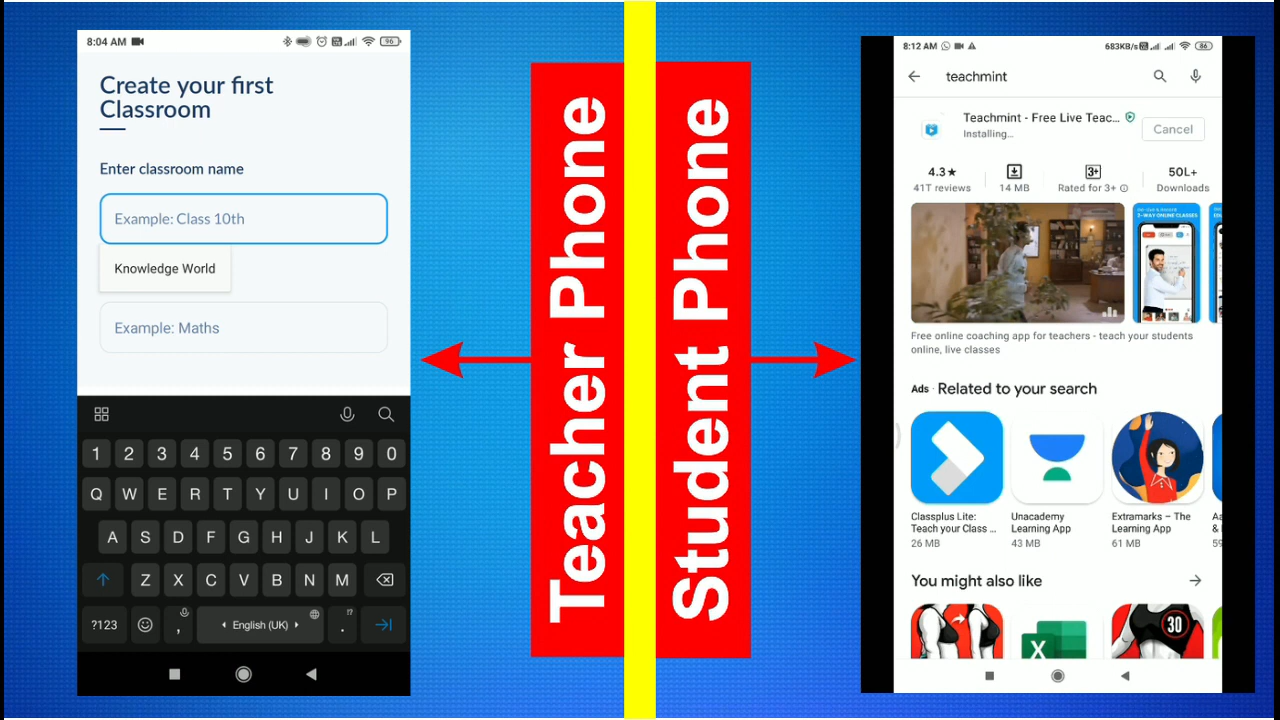 8:04 AM
96
Create your first
Classroom
Enter classroom name
Example: Class 10th
Knowledge World
Example: Maths
1 2 3 4 5 6 7 8 9 0
Q W E R T Y U I O P
A S D F G H J K L
Z X C V B N M
?123 , English (UK) !? .
Teacher Phone
Student Phone
8:12 AM
683KB/s
86
teachmint
Teachmint - Free Live Teac...
Installing...
Cancel
4.3★ 3+ 50L+
41T reviews 14 MB Rated for 3+ Downloads
2-WAY ONLINE CLASSES
Free online coaching app for teachers - teach your students
online, live classes
Ads · Related to your search
Classplus Lite:
Teach your Class ...
26 MB
Unacademy
Learning App
43 MB
Extramarks – The
Learning App
61 MB
&
59
You might also like
X
30